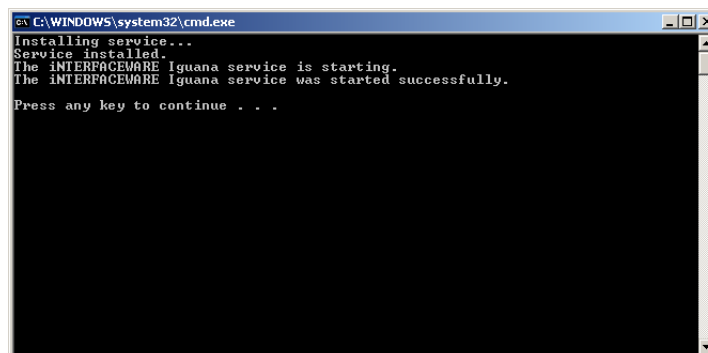 C:\WINDOWS\system32\cmd.exe
Installing service...
Service installed.
The iNTERFACEWARE Iguana service is starting.
The iNTERFACEWARE Iguana service was started successfully.
Press any key to continue . . .